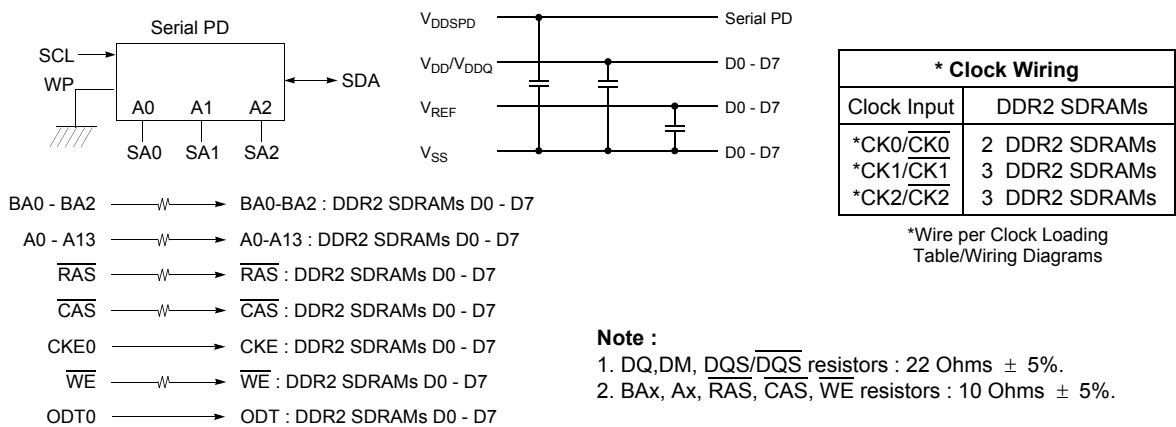 Serial PD
SCL
WP
SDA
A0 A1 A2
SA0 SA1 SA2
VDDSPD Serial PD
VDD/VDDQ D0 - D7
VREF D0 - D7
VSS D0 - D7
* Clock Wiring
Clock Input DDR2 SDRAMs
*CK0/CK0 2 DDR2 SDRAMs
*CK1/CK1 3 DDR2 SDRAMs
*CK2/CK2 3 DDR2 SDRAMs
*Wire per Clock Loading
Table/Wiring Diagrams
BA0 - BA2 BA0-BA2 : DDR2 SDRAMs D0 - D7
A0 - A13 A0-A13 : DDR2 SDRAMs D0 - D7
RAS RAS : DDR2 SDRAMs D0 - D7
CAS CAS : DDR2 SDRAMs D0 - D7
CKE0 CKE : DDR2 SDRAMs D0 - D7
WE WE : DDR2 SDRAMs D0 - D7
ODT0 ODT : DDR2 SDRAMs D0 - D7
Note :
1. DQ,DM, DQS/DQS resistors : 22 Ohms ± 5%.
2. BAx, Ax, RAS, CAS, WE resistors : 10 Ohms ± 5%.